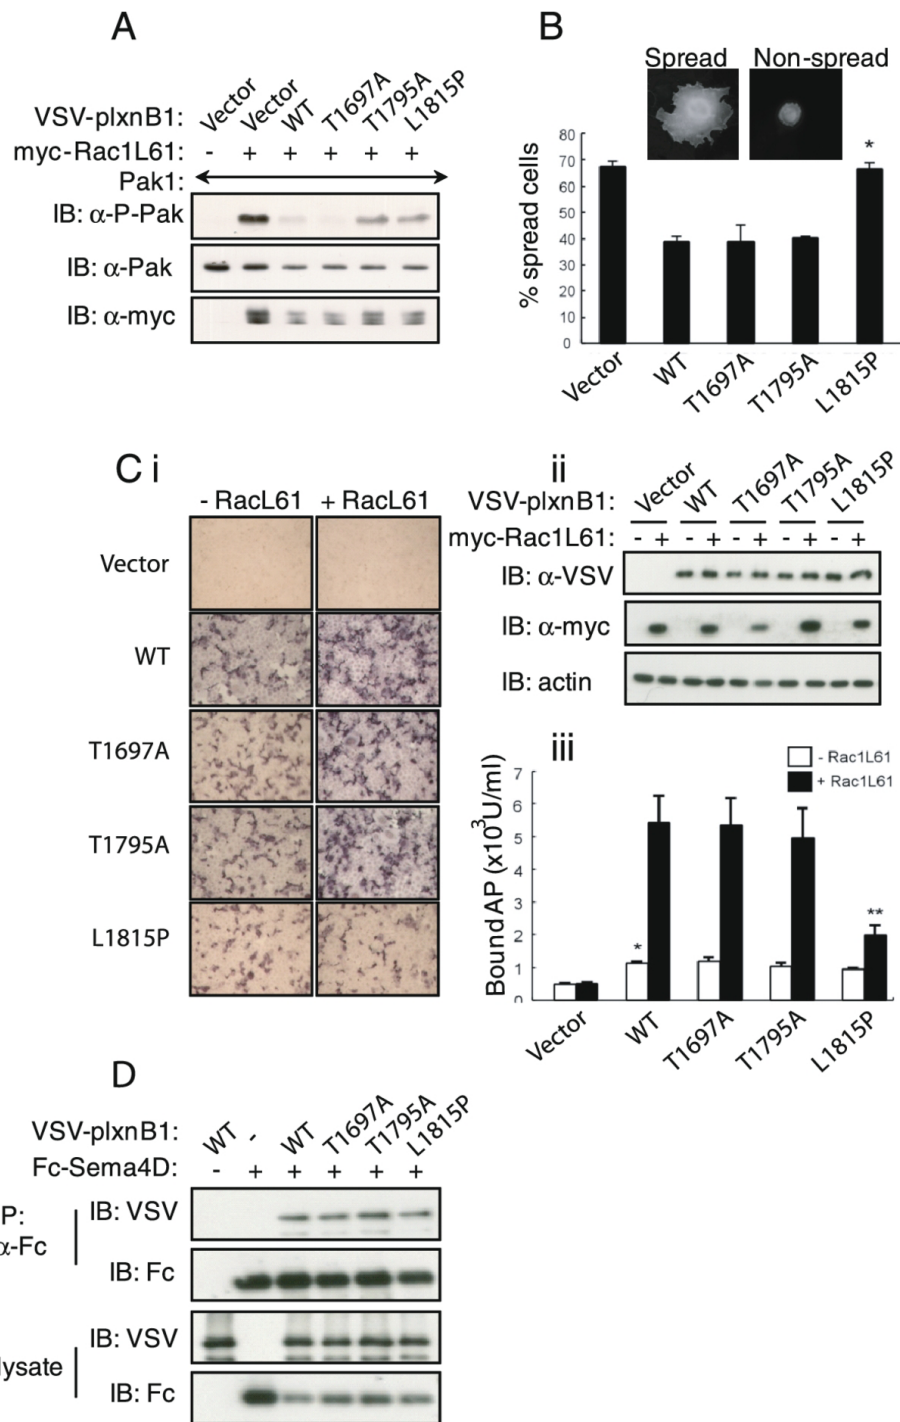 A
VSV-plxnB1: Vector Vector WT T1697A T1795A L1815P
myc-Rac1L61: - + + + + +
Pak1:
IB: α-P-Pak
IB: α-Pak
IB: α-myc
B
Spread Non-spread
% spread cells
80
70
60
50
40
30
20
10
0
*
Vector WT T1697A T1795A L1815P
C i
- RacL61 + RacL61
Vector
WT
T1697A
T1795A
L1815P
ii
VSV-plxnB1: Vector WT T1697A T1795A L1815P
myc-Rac1L61: - + - + - + - + - +
IB: α-VSV
IB: α-myc
IB: actin
iii
- Rac1L61
+ Rac1L61
Bound AP (x10³U/ml)
7
6
5
4
3
2
1
0
* **
Vector WT T1697A T1795A L1815P
D
VSV-plxnB1: WT - WT T1697A T1795A L1815P
Fc-Sema4D: - + + + + +
P:
α-Fc
IB: VSV
IB: Fc
lysate
IB: VSV
IB: Fc